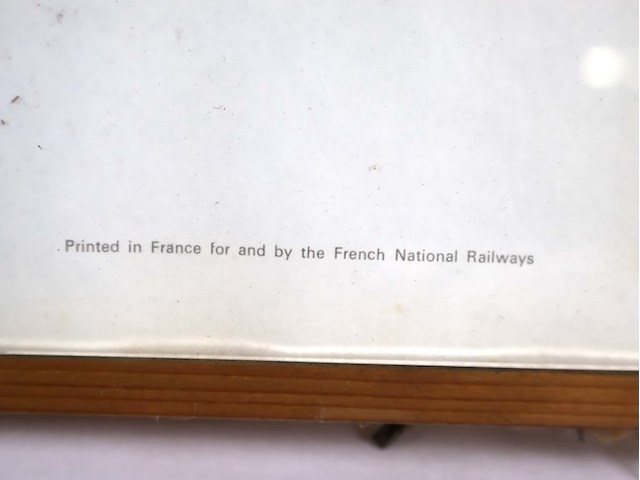 Printed in France for and by the French National Railways